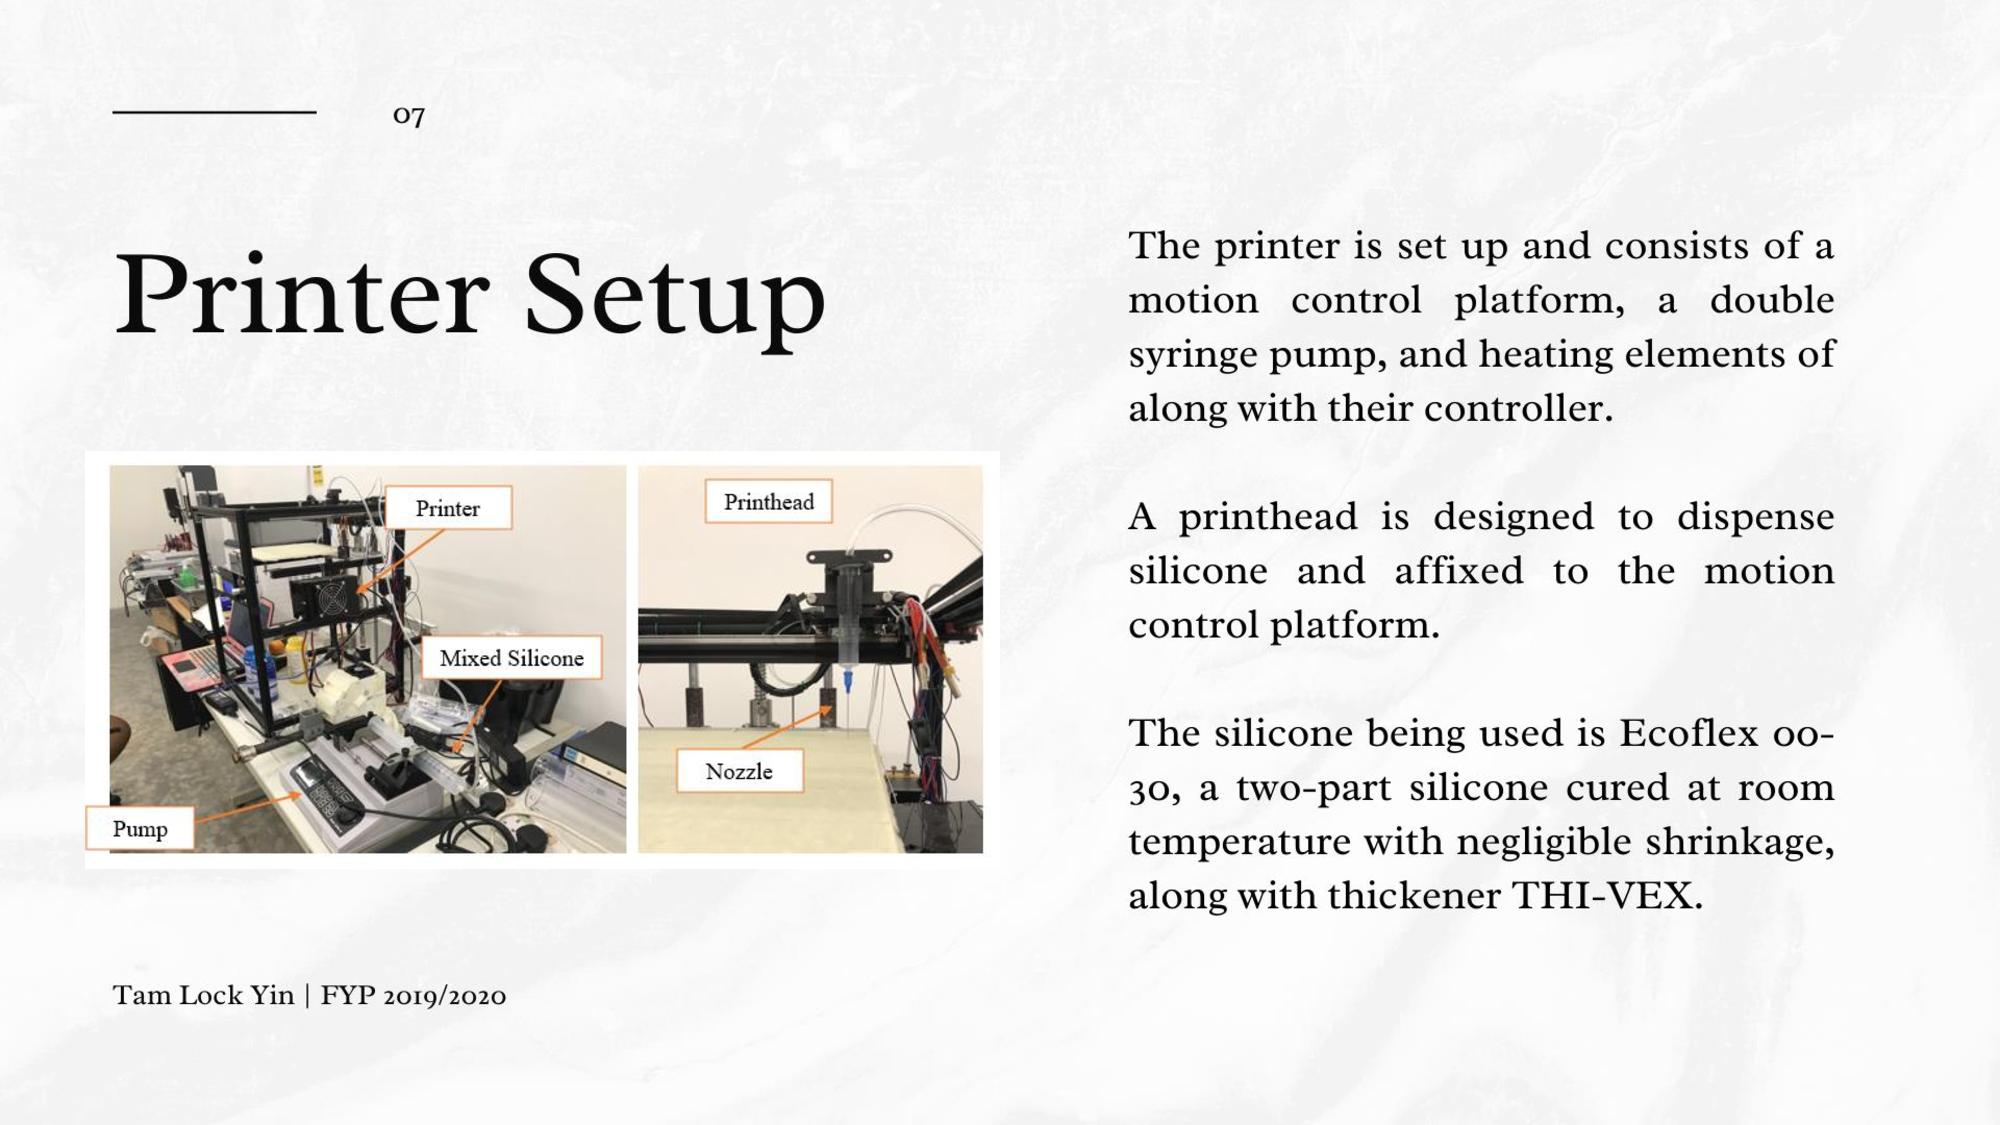 07
Printer Setup
Printer
Mixed Silicone
Pump
Printhead
Nozzle
The printer is set up and consists of a
motion control platform, a double
syringe pump, and heating elements of
along with their controller.
A printhead is designed to dispense
silicone and affixed to the motion
control platform.
The silicone being used is Ecoflex 00-
30, a two-part silicone cured at room
temperature with negligible shrinkage,
along with thickener THI-VEX.
Tam Lock Yin | FYP 2019/2020